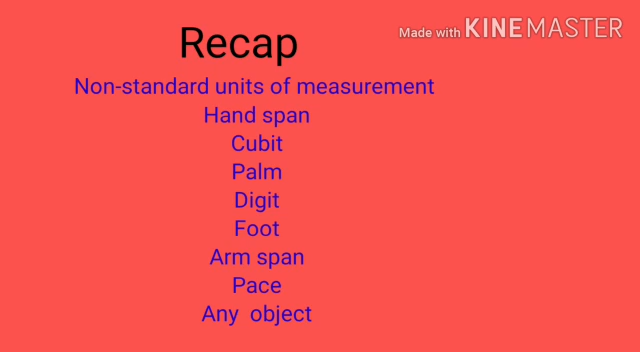 Recap
Made with KINEMASTER
Non-standard units of measurement
Hand span
Cubit
Palm
Digit
Foot
Arm span
Pace
Any object